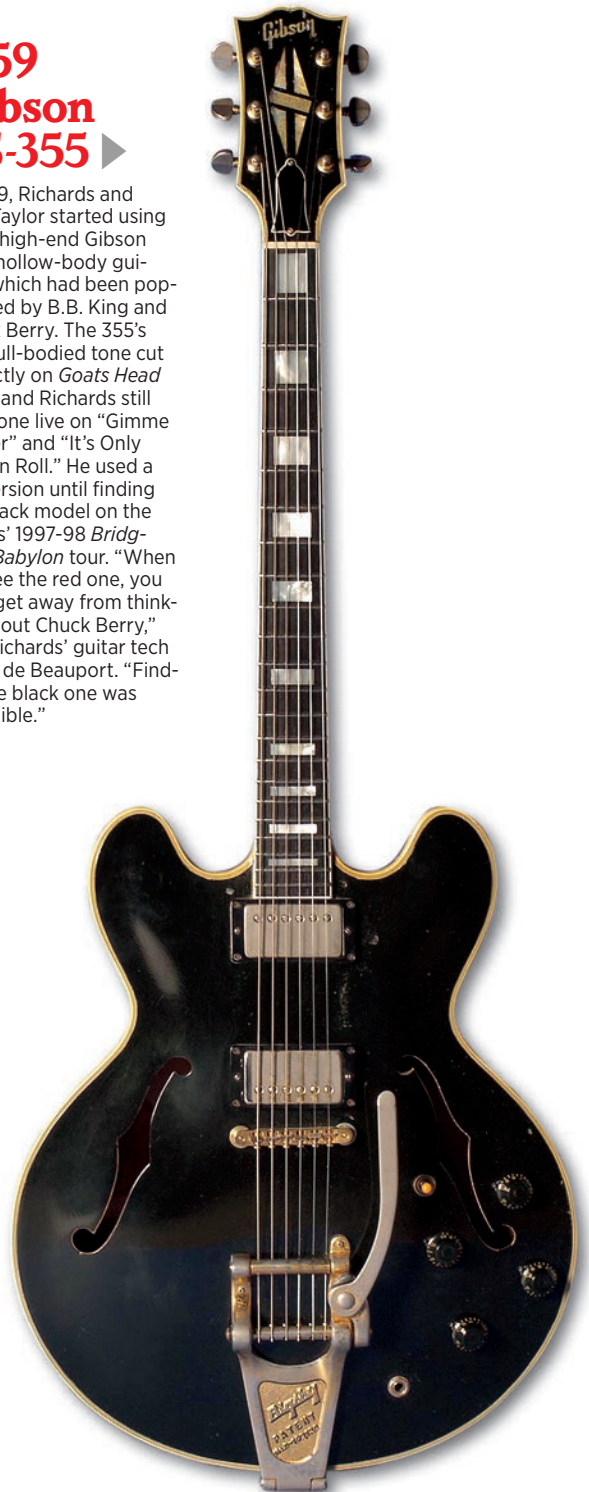 59
bson
-355
9, Richards and
Taylor started using
high-end Gibson
hollow-body gui-
which had been pop-
ed by B.B. King and
Berry. The 355’s
ull-bodied tone cut
ctly on Goats Head
and Richards still
one live on “Gimme
r” and “It’s Only
n Roll.” He used a
ersion until finding
ack model on the
s’ 1997-98 Bridg-
Babylon tour. “When
ee the red one, you
get away from think-
out Chuck Berry,”
ichards’ guitar tech
de Beauport. “Find-
e black one was
ible.”
Gibson
Bigsby
PATENT